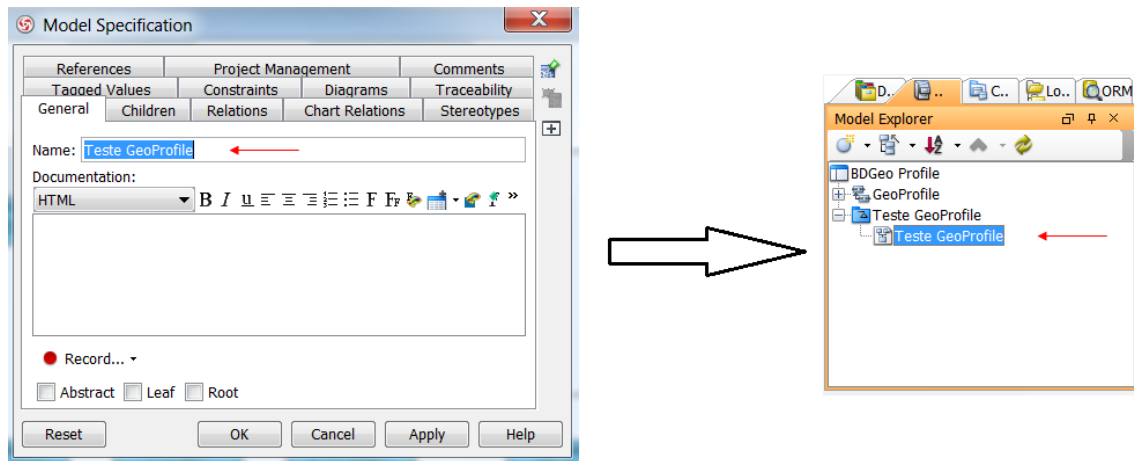 Model Specification
References Project Management Comments
Tagged Values Constraints Diagrams Traceability
General Children Relations Chart Relations Stereotypes
Name: Teste GeoProfile
Documentation:
HTML
Record...
Abstract Leaf Root
Reset OK Cancel Apply Help
D.. .. C.. Lo.. ORM
Model Explorer
BDGeo Profile
GeoProfile
Teste GeoProfile
Teste GeoProfile